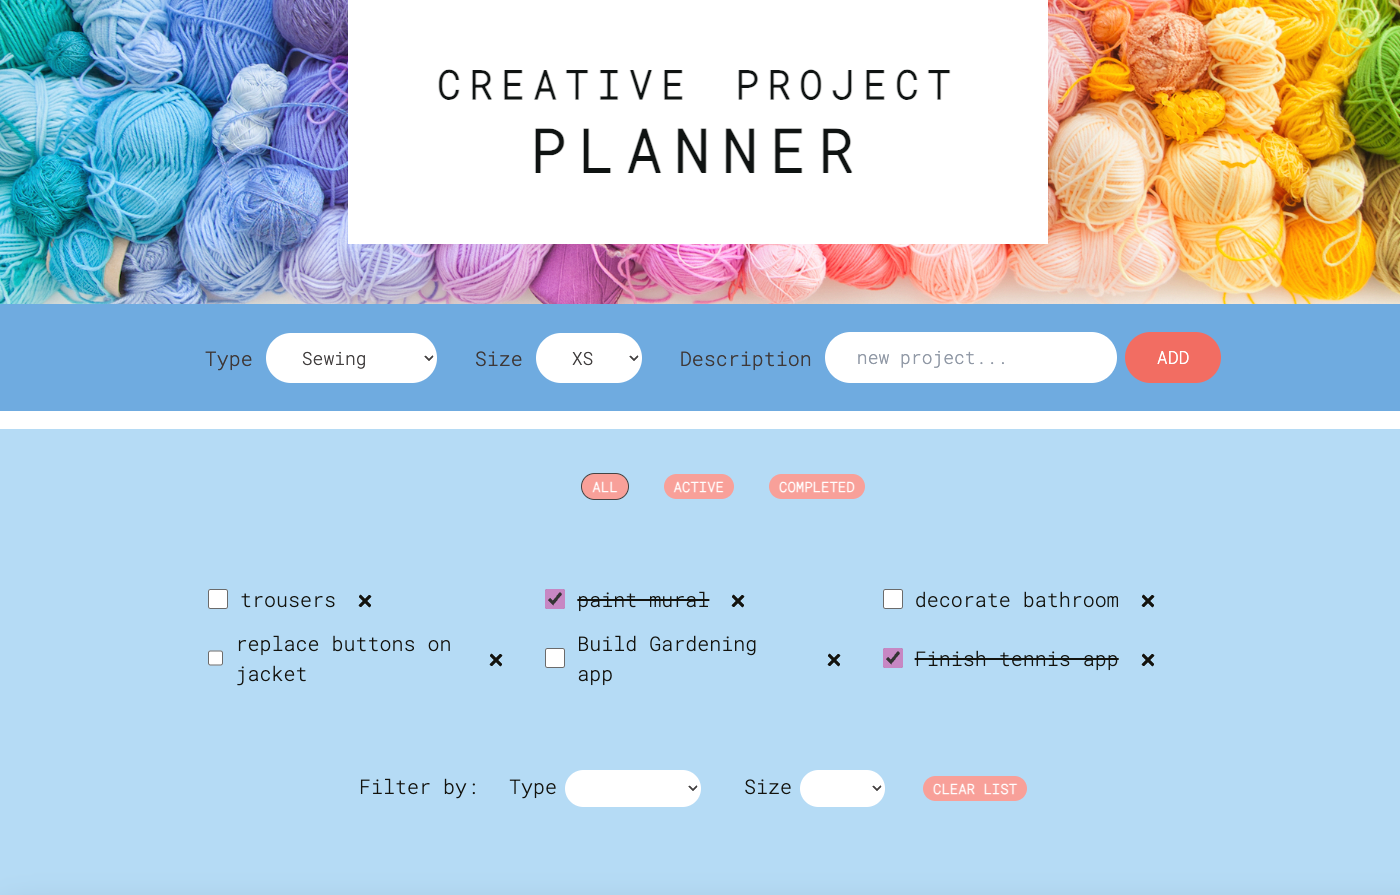 CREATIVE PROJECT
PLANNER
Type Sewing Size XS Description new project... ADD
ALL ACTIVE COMPLETED
trousers paint mural decorate bathroom
replace buttons on jacket Build Gardening app Finish tennis app
Filter by: Type Size CLEAR LIST